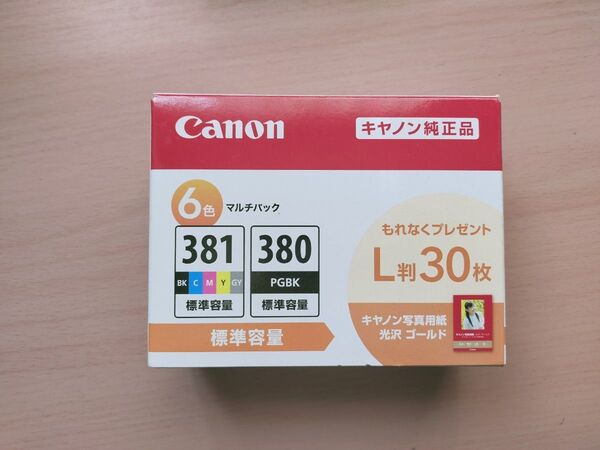 Canon
キヤノン純正品
6色 マルチパック
381
BK C M Y GY
標準容量
380
PGBK
標準容量
標準容量
もれなくプレゼント
L判30枚
キヤノン写真用紙
光沢 ゴールド